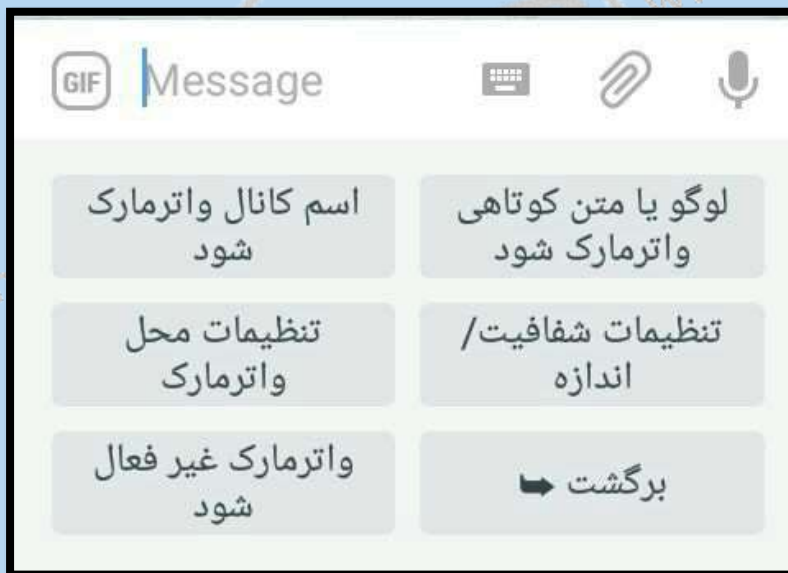 GIF Message
لوگو یا متن کوتاهی
واترمارک شود
اسم کانال واترمارک
شود
تنظیمات شفافیت/
اندازه
تنظیمات محل
واترمارک
برگشت ⮩
واترمارک غیر فعال
شود